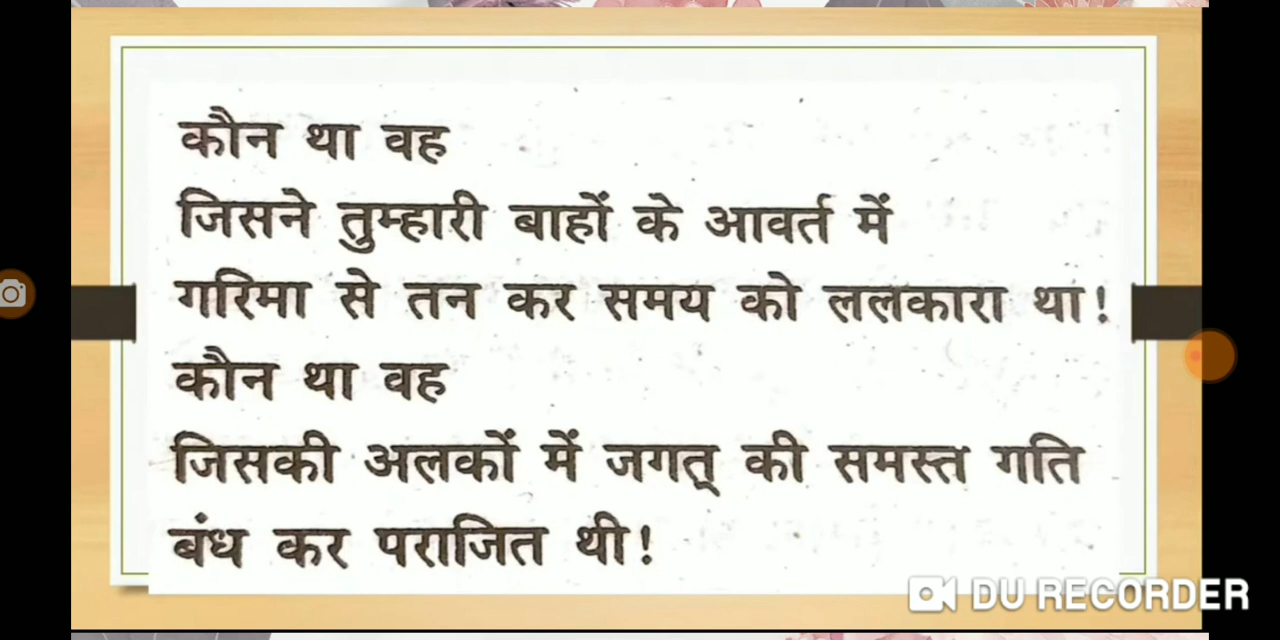 कौन था वह
जिसने तुम्हारी बाहों के आवर्त में
गरिमा से तन कर समय को ललकारा था!
कौन था वह
जिसकी अलकों में जगत् की समस्त गति
बंध कर पराजित थी!
DU RECORDER